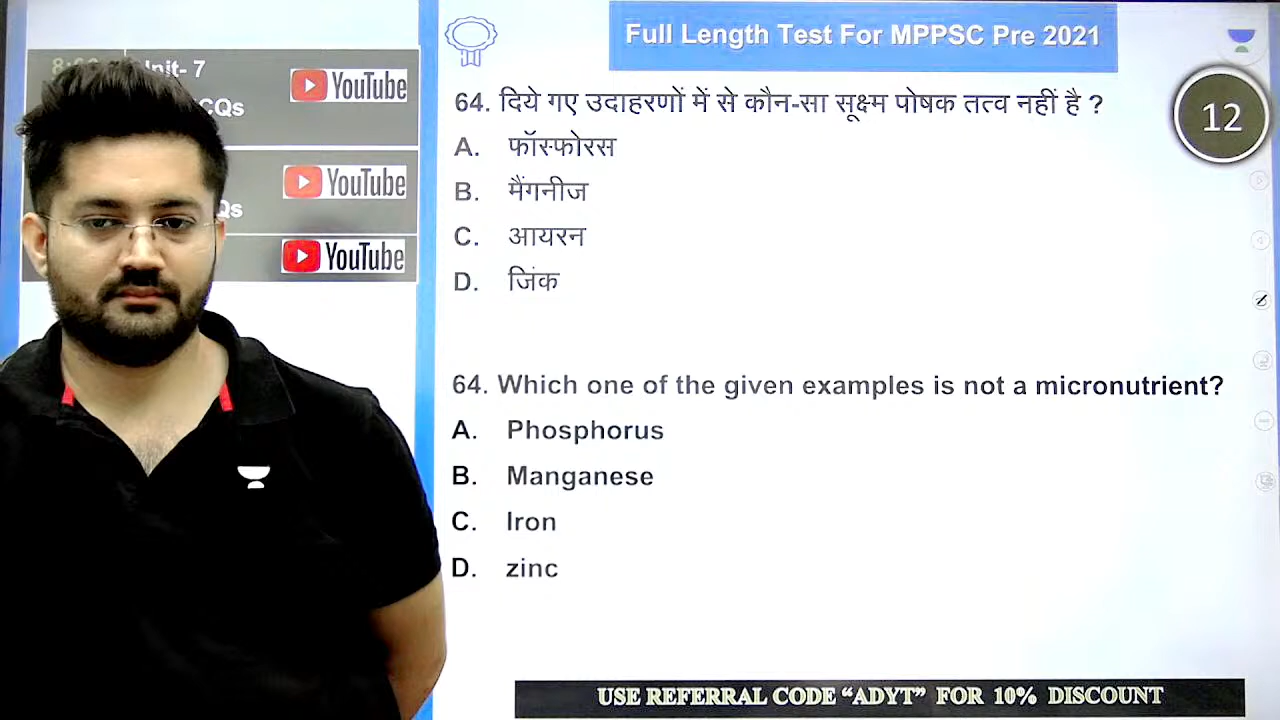 Full Length Test For MPPSC Pre 2021
Unit- 7
CQs
YouTube
YouTube
Qs
YouTube
12
64. दिये गए उदाहरणों में से कौन-सा सूक्ष्म पोषक तत्व नहीं है ?
A. फॉस्फोरस
B. मैंगनीज
C. आयरन
D. जिंक
64. Which one of the given examples is not a micronutrient?
A. Phosphorus
B. Manganese
C. Iron
D. zinc
USE REFERRAL CODE “ADYT” FOR 10% DISCOUNT